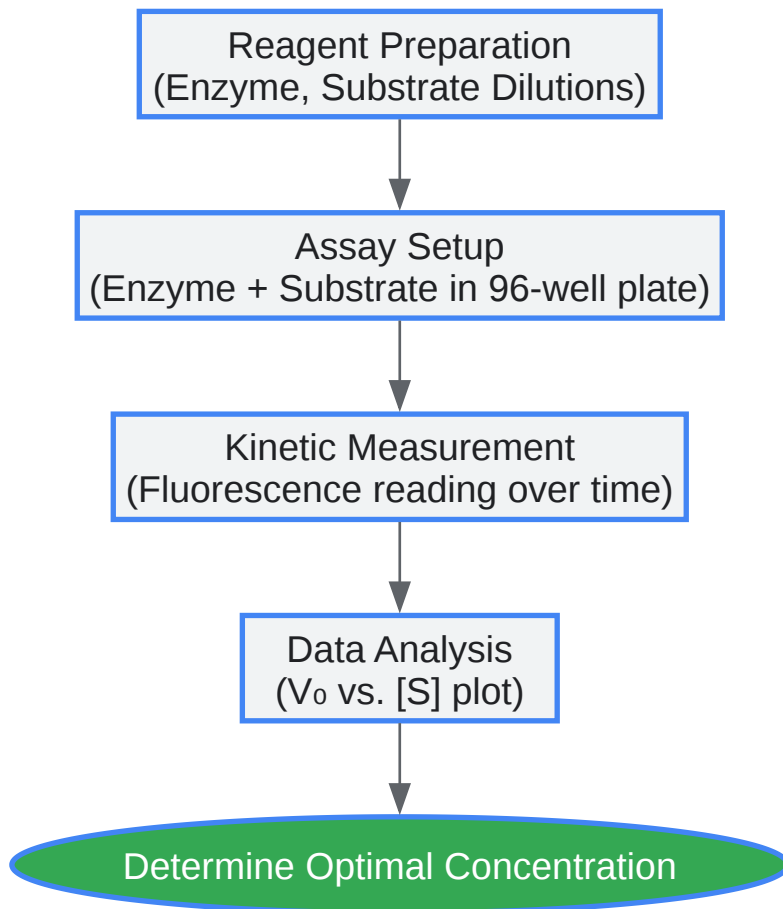 Reagent Preparation
(Enzyme, Substrate Dilutions)
Assay Setup
(Enzyme + Substrate in 96-well plate)
Kinetic Measurement
(Fluorescence reading over time)
Data Analysis
(V₀ vs. [S] plot)
Determine Optimal Concentration